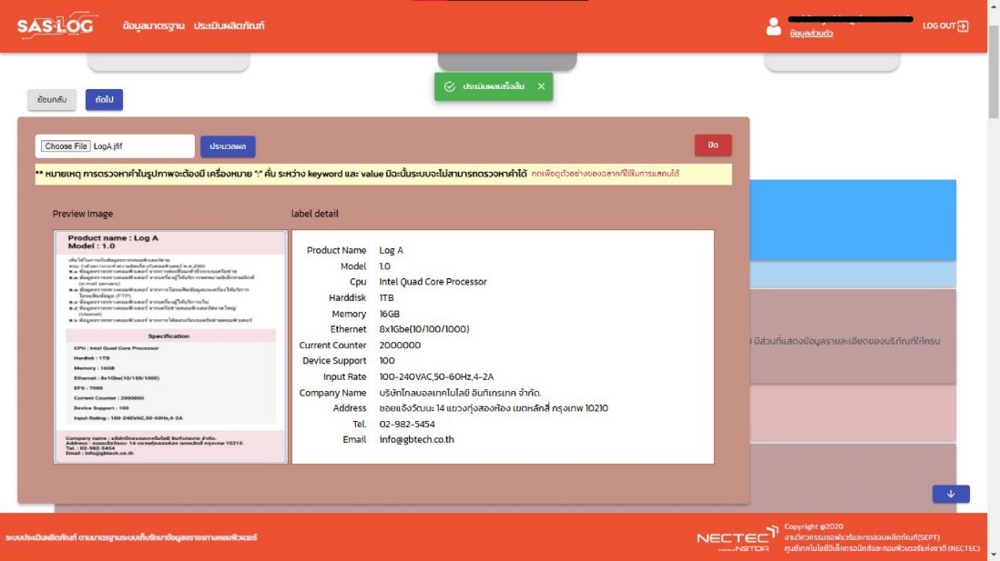 SAS:LOG ข้อมูลมาตรฐาน ประเมินผลิตภัณฑ์
ข้อมูลส่วนตัว
LOG OUT
ประเมินผลเสร็จสิ้น
ย้อนกลับ ถัดไป
Choose File LogA.jfif ประมวลผล ปิด
** หมายเหตุ การตรวจหาคำในรูปภาพจะต้องมี เครื่องหมาย ":" คั่น ระหว่าง keyword และ value มิฉะนั้นระบบจะไม่สามารถตรวจหาคำได้ กดเพื่อดูตัวอย่างของฉลากที่ใช้ในการแสกนได้
Preview Image
Product name : Log A
Model : 1.0
(e-mail servers)
โอนแฟ้มข้อมูล (FTP)
(Usenet)
Specification
CPU : Intel Quad Core Processor
Hardisk : 1TB
Memory : 16GB
Ethernet : 8x1Gbe(10/100/1000)
EPS : 7000
Current Counter : 2000000
Device Support : 100
Input Rating : 100-240VAC,50-60Hz,4-2A
Company name : บริษัทโกลบอลเทคโนโลยี อินทิเกรเทค จำกัด.
Address : ซอยแจ้งวัฒนะ 14 แขวงทุ่งสองห้อง เขตหลักสี่ กรุงเทพ 10210.
Tel. : 02-982-5454
Email : info@gbtech.co.th
label detail
Product Name Log A
Model 1.0
Cpu Intel Quad Core Processor
Harddisk 1TB
Memory 16GB
Ethernet 8x1Gbe(10/100/1000)
Current Counter 2000000
Device Support 100
Input Rate 100-240VAC,50-60Hz,4-2A
Company Name บริษัทโกลบอลเทคโนโลยี อินทิเกรเทค จำกัด.
Address ซอยแจ้งวัฒนะ 14 แขวงทุ่งสองห้อง เขตหลักสี่ กรุงเทพ 10210
Tel. 02-982-5454
Email info@gbtech.co.th
มีส่วนที่แสดงข้อมูลรายละเอียดของบริภัณฑ์ให้ครบ
ระบบประเมินผลิตภัณฑ์ ตามมาตรฐานระบบเก็บรักษาข้อมูลจราจรทางคอมพิวเตอร์
NECTEC
NSTDA
Copyright @2020
งานวิศวกรรมซอฟแวร์และทดสอบผลิตภัณฑ์(SEPT)
ศูนย์เทคโนโลยีอิเล็กทรอนิกส์และคอมพิวเตอร์แห่งชาติ (NECTEC)